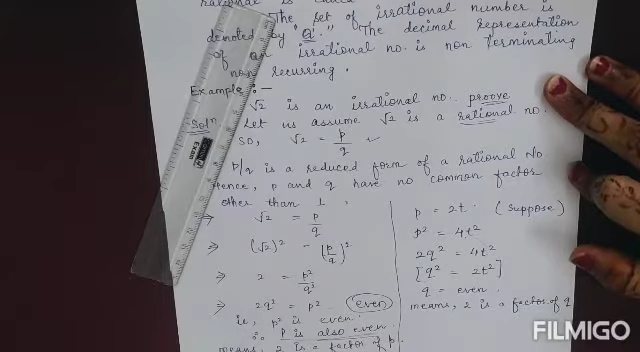 The set of irrational number is
denoted by "Q'." The decimal representation
of an irrational no. is non terminating
non recurring.
Example :-
√2 is an irrational no. proove
Soln Let us assume √2 is a rational no.
So, √2 = p/q ✓
p/q is a reduced form of a rational No
Hence, p and q have no common factor
other than 1.
⇒ √2 = p/q
⇒ (√2)² = (p/q)²
⇒ 2 = p²/q²
⇒ 2q² = p² (even)
ie, p² is even.
∴ p is also even.
means, 2 is a factor of p.
p = 2t. (Suppose)
p² = 4t²
2q² = 4t²
[q² = 2t²]
q = even.
means, 2 is a factor of q
FILMIGO